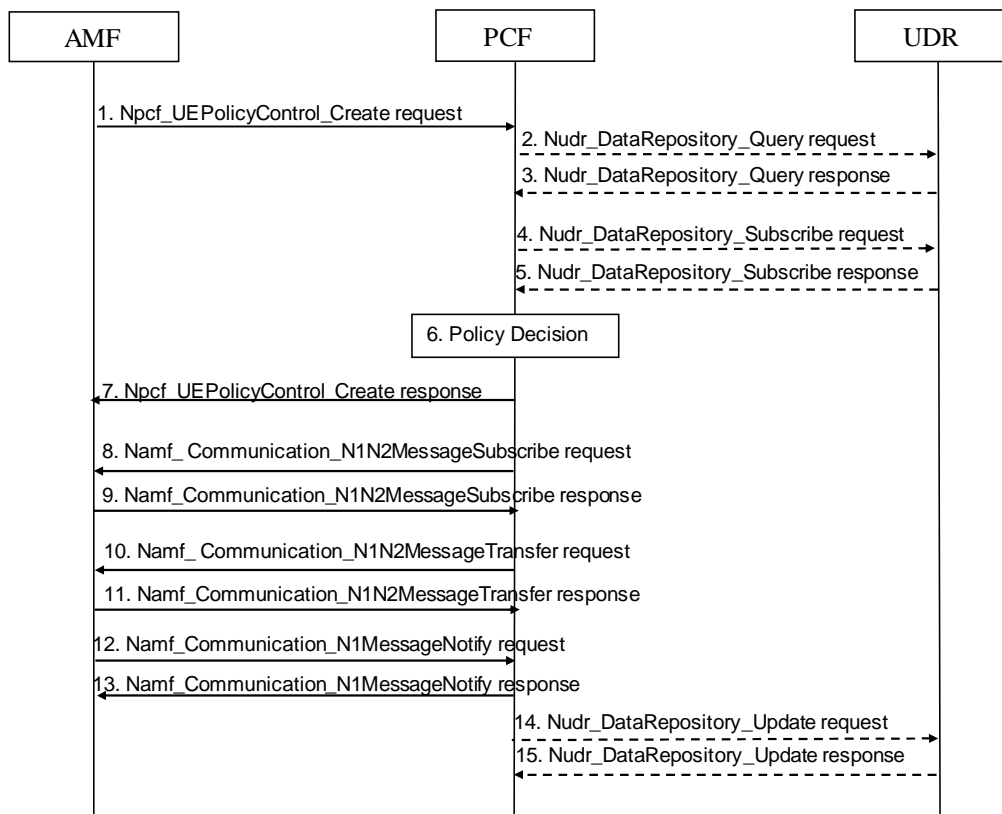 AMF
PCF
UDR
1. Npcf_UEPolicyControl_Create request
2. Nudr_DataRepository_Query request
3. Nudr_DataRepository_Query response
4. Nudr_DataRepository_Subscribe request
5. Nudr_DataRepository_Subscribe response
6. Policy Decision
7. Npcf_UEPolicyControl_Create response
8. Namf_ Communication_N1N2MessageSubscribe request
9. Namf_Communication_N1N2MessageSubscribe response
10. Namf_ Communication_N1N2MessageTransfer request
11. Namf_Communication_N1N2MessageTransfer response
12. Namf_Communication_N1MessageNotify request
13. Namf_Communication_N1MessageNotify response
14. Nudr_DataRepository_Update request
15. Nudr_DataRepository_Update response